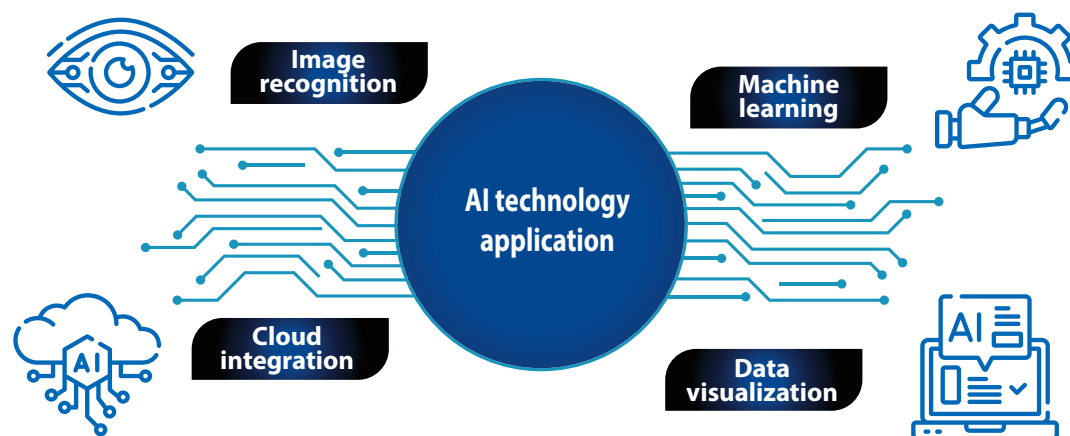 Image
recognition
Machine
learning
AI technology
application
Cloud
integration
AI
Data
visualization
AI